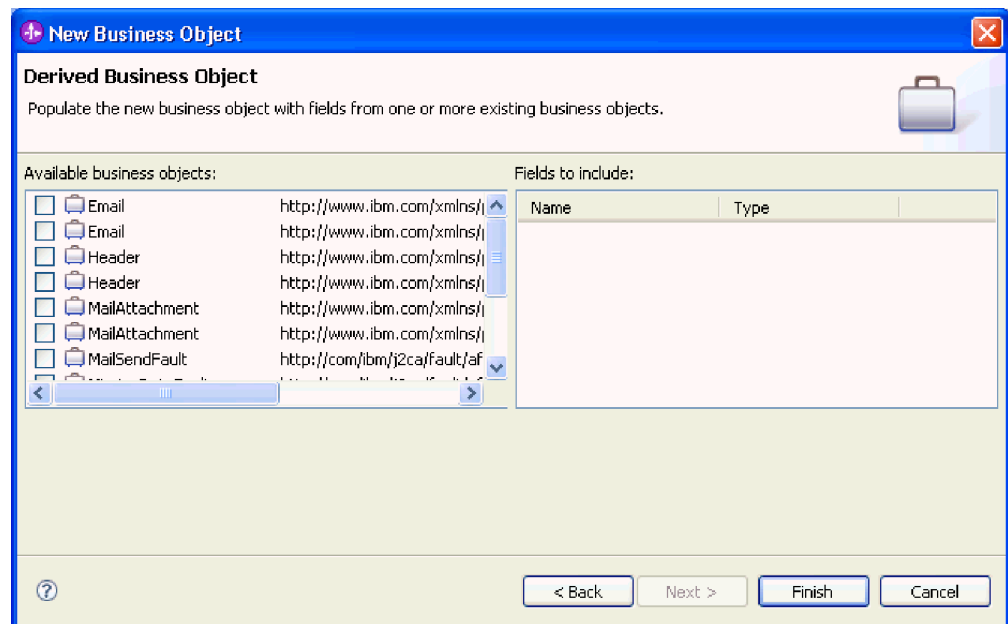 New Business Object
Derived Business Object
Populate the new business object with fields from one or more existing business objects.
Available business objects:
Email http://www.ibm.com/xmlns/
Email http://www.ibm.com/xmlns/
Header http://www.ibm.com/xmlns/
Header http://www.ibm.com/xmlns/
MailAttachment http://www.ibm.com/xmlns/
MailAttachment http://www.ibm.com/xmlns/
MailSendFault http://com/ibm/j2ca/fault/af
Fields to include:
Name Type
< Back Next > Finish Cancel